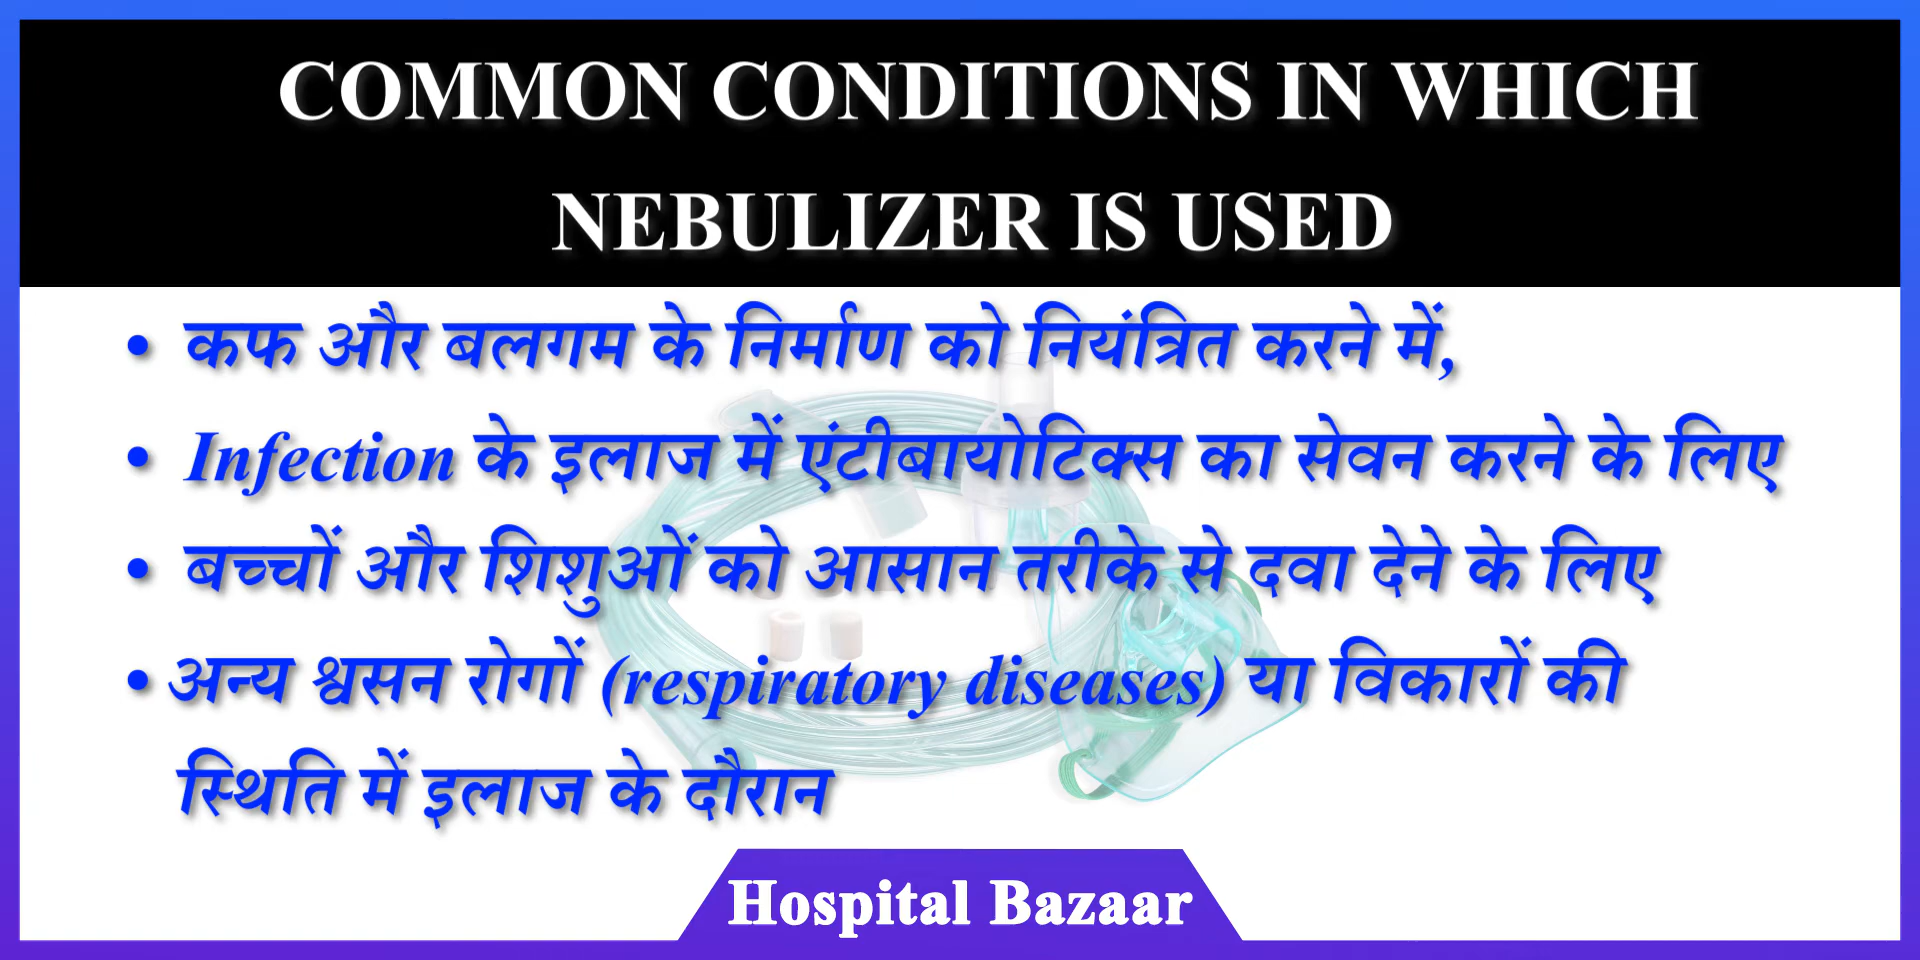 COMMON CONDITIONS IN WHICH
NEBULIZER IS USED
• कफ और बलगम के निर्माण को नियंत्रित करने में,
• Infection के इलाज में एंटीबायोटिक्स का सेवन करने के लिए
• बच्चों और शिशुओं को आसान तरीके से दवा देने के लिए
• अन्य श्वसन रोगों (respiratory diseases) या विकारों की
स्थिति में इलाज के दौरान
Hospital Bazaar